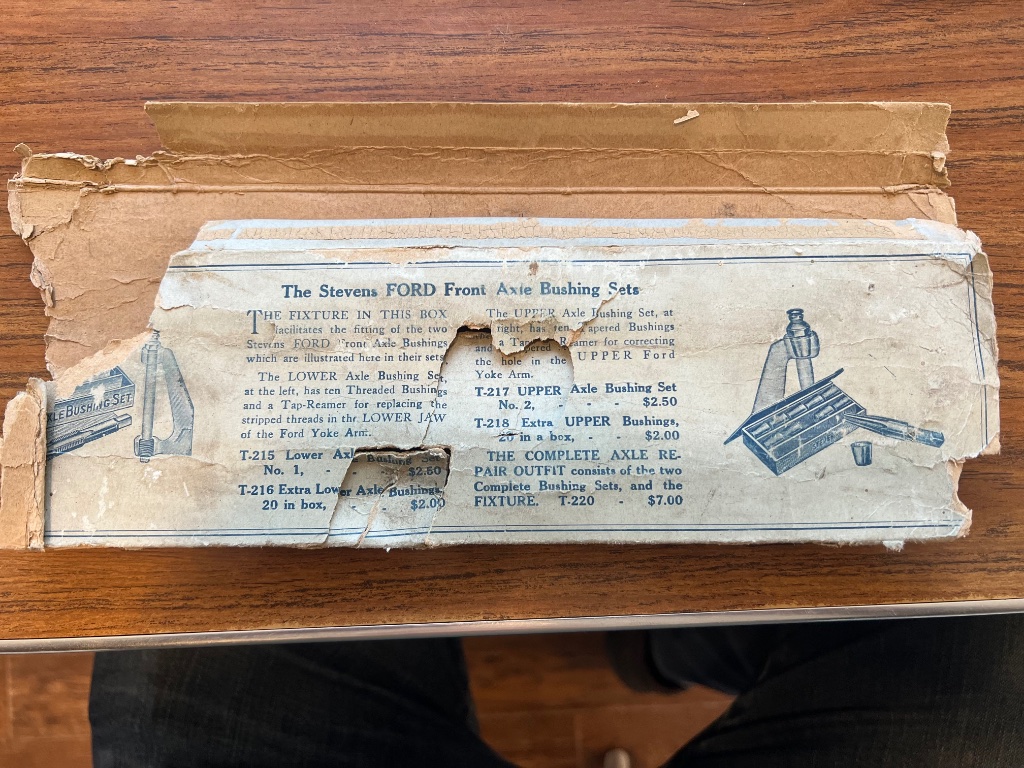 The Stevens FORD Front Axle Bushing Sets
THE FIXTURE IN THIS BOX
facilitates the fitting of the two
Stevens FORD Front Axle Bushings
which are illustrated here in their sets
The LOWER Axle Bushing Set,
at the left, has ten Threaded Bushings
and a Tap-Reamer for replacing the
stripped threads in the LOWER JAW
of the Ford Yoke Arm.
T-215 Lower Axle Bushing Set
No. 1, - - - $2.50
T-216 Extra Lower Axle Bushings,
20 in box, $2.00
The UPPER Axle Bushing Set, at
right, has ten Tapered Bushings
and Tapered Reamer for correcting
the hole in the UPPER Ford
Yoke Arm.
T-217 UPPER Axle Bushing Set
No. 2, - - - $2.50
T-218 Extra UPPER Bushings,
20 in a box, - - $2.00
THE COMPLETE AXLE RE-
PAIR OUTFIT consists of the two
Complete Bushing Sets, and the
FIXTURE. T-220 - $7.00
BUSHING SET